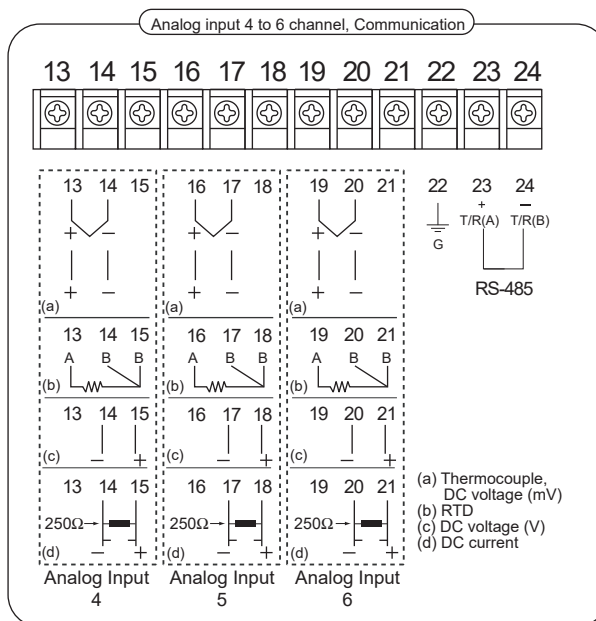 Analog input 4 to 6 channel, Communication
13 14 15 16 17 18 19 20 21 22 23 24
13 14 15 16 17 18 19 20 21 22 23 24
+ −
T/R(A) T/R(B)
+ − + − + −
G
RS-485
+ − + − + −
(a) (a) (a)
13 14 15 16 17 18 19 20 21
A B B A B B A B B
(b) (b) (b)
13 14 15 16 17 18 19 20 21
(c) − + (c) − + (c) − +
13 14 15 16 17 18 19 20 21
250Ω 250Ω 250Ω
(d) − + (d) − + (d) − +
(a) Thermocouple,
DC voltage (mV)
(b) RTD
(c) DC voltage (V)
(d) DC current
Analog Input Analog Input Analog Input
4 5 6